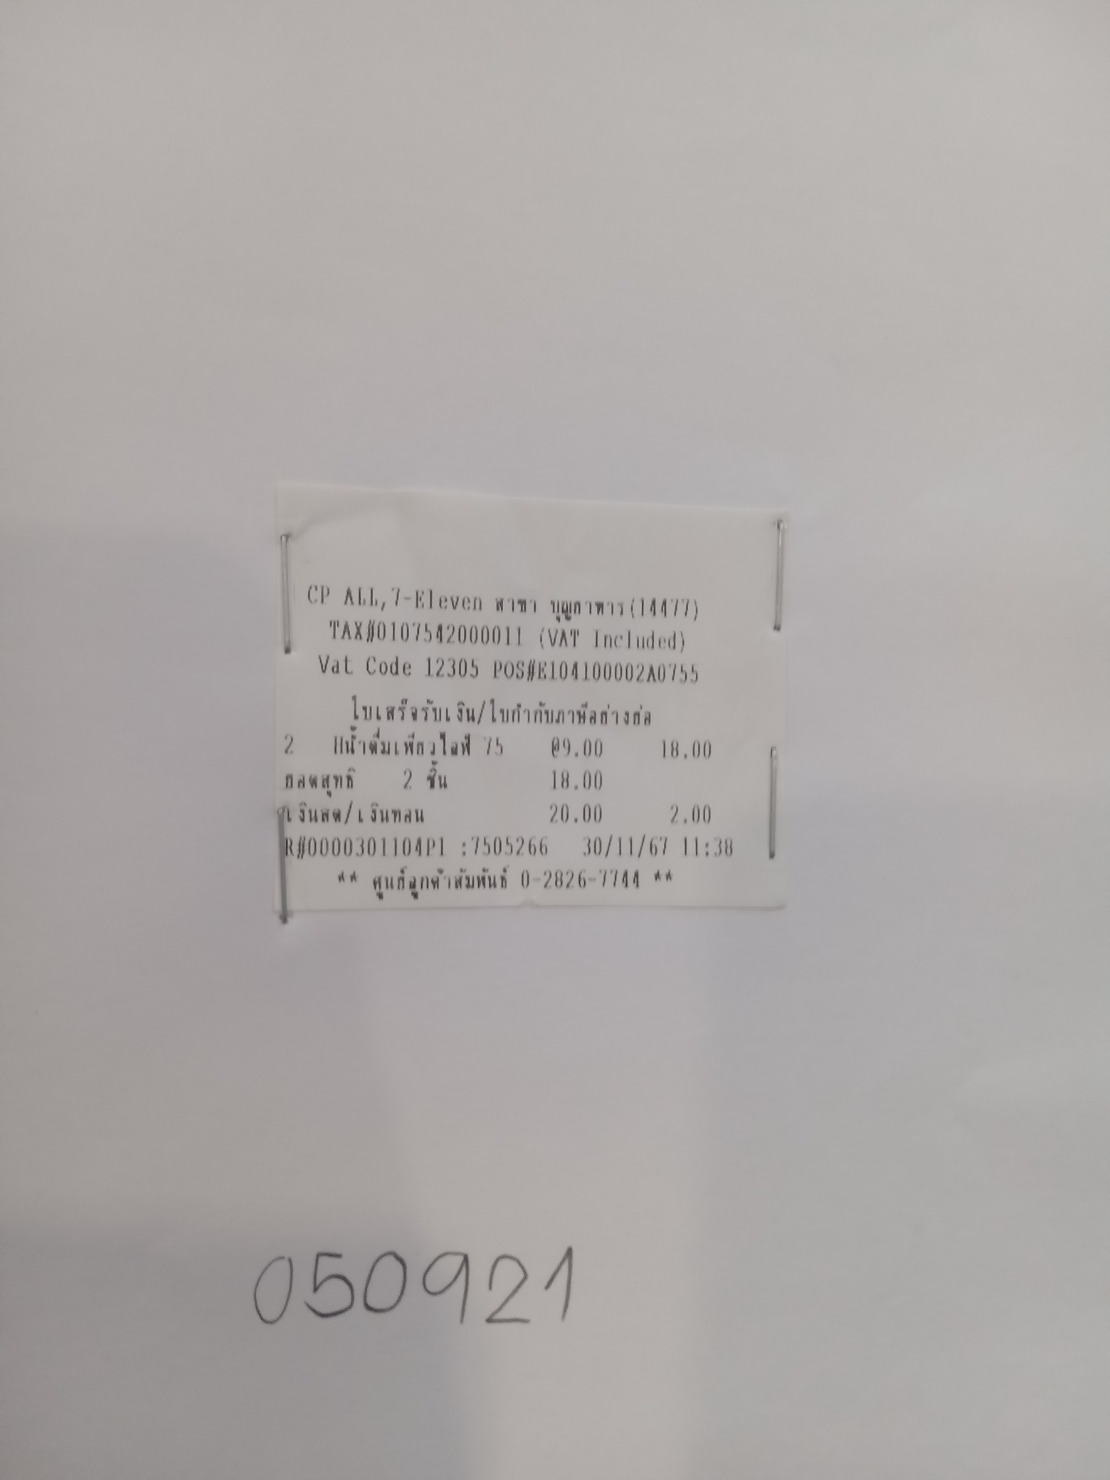 CP ALL,7-Eleven สาขา บุญถาหาร(14477)
TAX#0107542000011 (VAT Included)
Vat Code 12305 POS#E104100002A0755
ใบเสร็จรับเงิน/ใบกำกับภาษีอย่างย่อ
2 IIน้ำดื่มเพียวไลฟ์ 75 @9.00 18.00
ยอดสุทธิ 2 ชิ้น 18.00
เงินสด/เงินทอน 20.00 2.00
R#0000301104P1 :7505266 30/11/67 11:38
** ศูนย์ลูกค้าสัมพันธ์ 0-2826-7744 **
050921